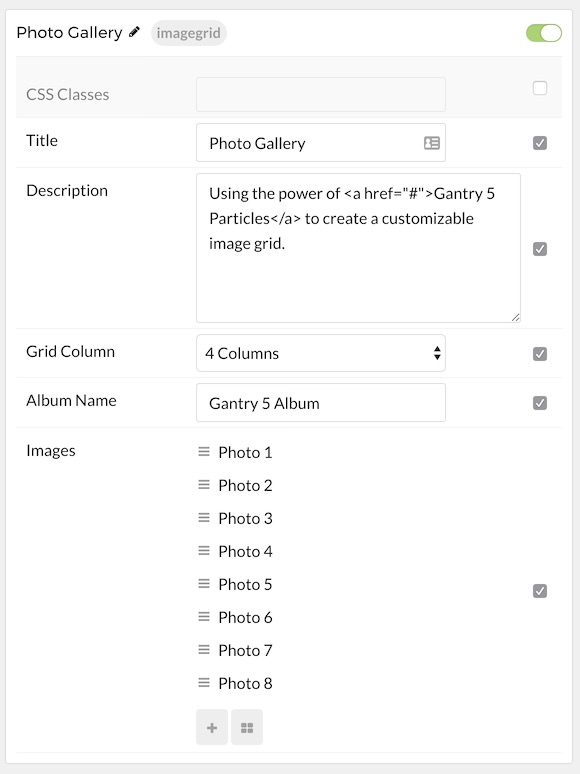 Photo Gallery imagegrid
CSS Classes
Title Photo Gallery
Description Using the power of <a href="#">Gantry 5
Particles</a> to create a customizable
image grid.
Grid Column 4 Columns
Album Name Gantry 5 Album
Images Photo 1
Photo 2
Photo 3
Photo 4
Photo 5
Photo 6
Photo 7
Photo 8